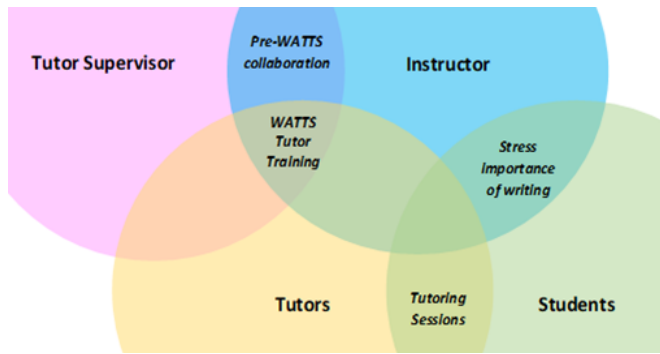 Tutor Supervisor
Pre-WATTS
collaboration
Instructor
WATTS
Tutor
Training
Stress
importance
of writing
Tutors
Tutoring
Sessions
Students